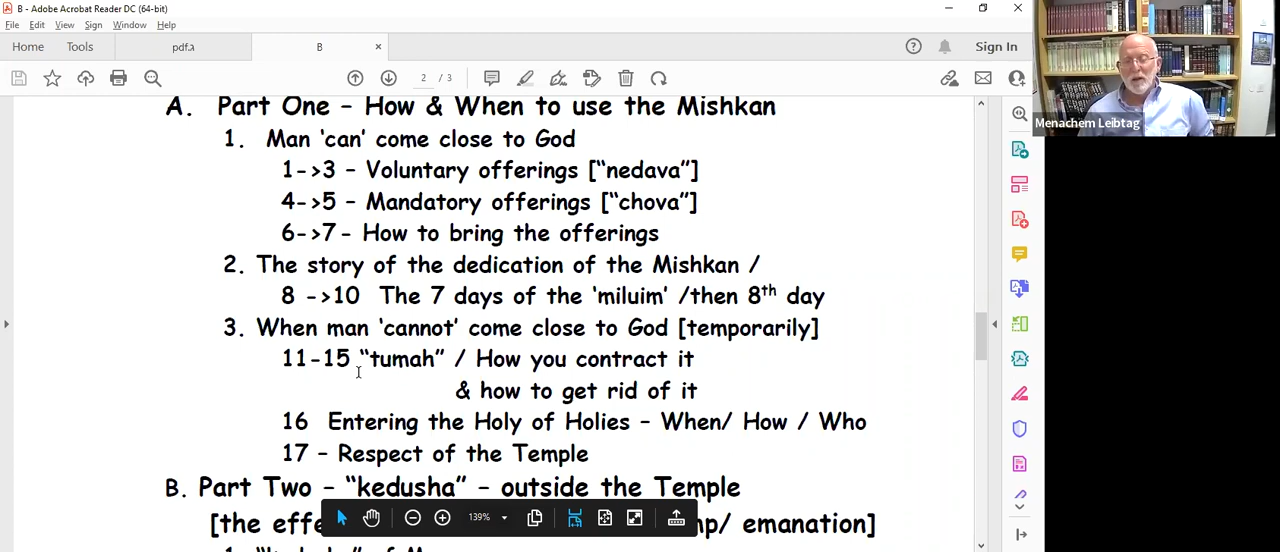 B - Adobe Acrobat Reader DC (64-bit)
File Edit View Sign Window Help
Home Tools pdf.ג B × Sign In
2 / 3
Menachem Leibtag
A. Part One – How & When to use the Mishkan
1. Man ‘can’ come close to God
1->3 – Voluntary offerings [“nedava”]
4->5 – Mandatory offerings [“chova”]
6->7 – How to bring the offerings
2. The story of the dedication of the Mishkan /
8 ->10 The 7 days of the ‘miluim’ /then 8th day
3. When man ‘cannot’ come close to God [temporarily]
11-15 “tumah” / How you contract it
& how to get rid of it
16 Entering the Holy of Holies – When/ How / Who
17 – Respect of the Temple
B. Part Two – “kedusha” – outside the Temple
[the effe mp/ emanation]
139%